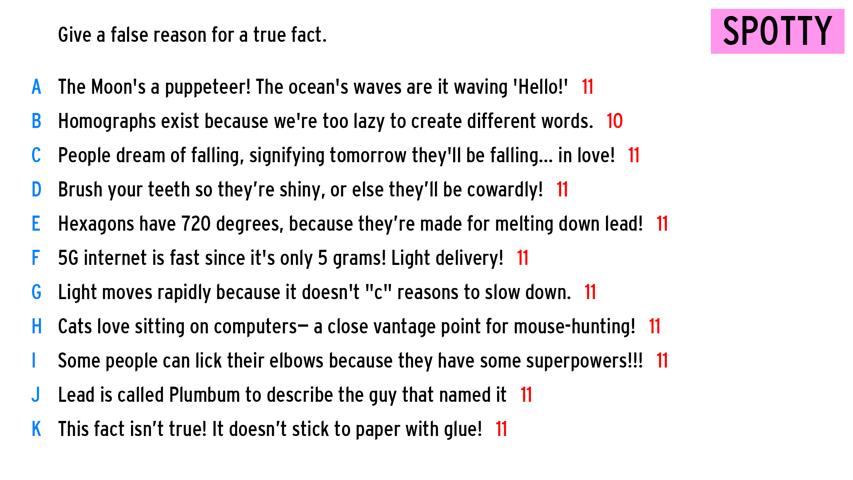 Give a false reason for a true fact.
SPOTTY
A The Moon's a puppeteer! The ocean's waves are it waving 'Hello!' 11
B Homographs exist because we're too lazy to create different words. 10
C People dream of falling, signifying tomorrow they'll be falling... in love! 11
D Brush your teeth so they’re shiny, or else they’ll be cowardly! 11
E Hexagons have 720 degrees, because they’re made for melting down lead! 11
F 5G internet is fast since it's only 5 grams! Light delivery! 11
G Light moves rapidly because it doesn't "c" reasons to slow down. 11
H Cats love sitting on computers– a close vantage point for mouse-hunting! 11
I Some people can lick their elbows because they have some superpowers!!! 11
J Lead is called Plumbum to describe the guy that named it 11
K This fact isn’t true! It doesn’t stick to paper with glue! 11